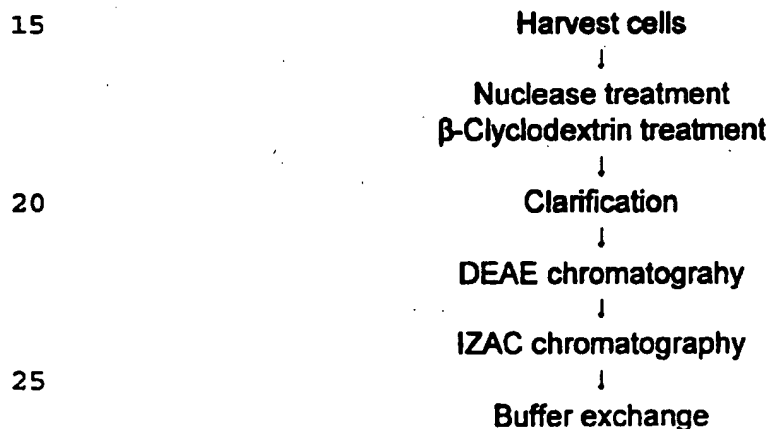 15 Harvest cells
↓
Nuclease treatment
β-Clyclodextrin treatment
↓
20 Clarification
↓
DEAE chromatograhy
↓
IZAC chromatography
25 ↓
Buffer exchange